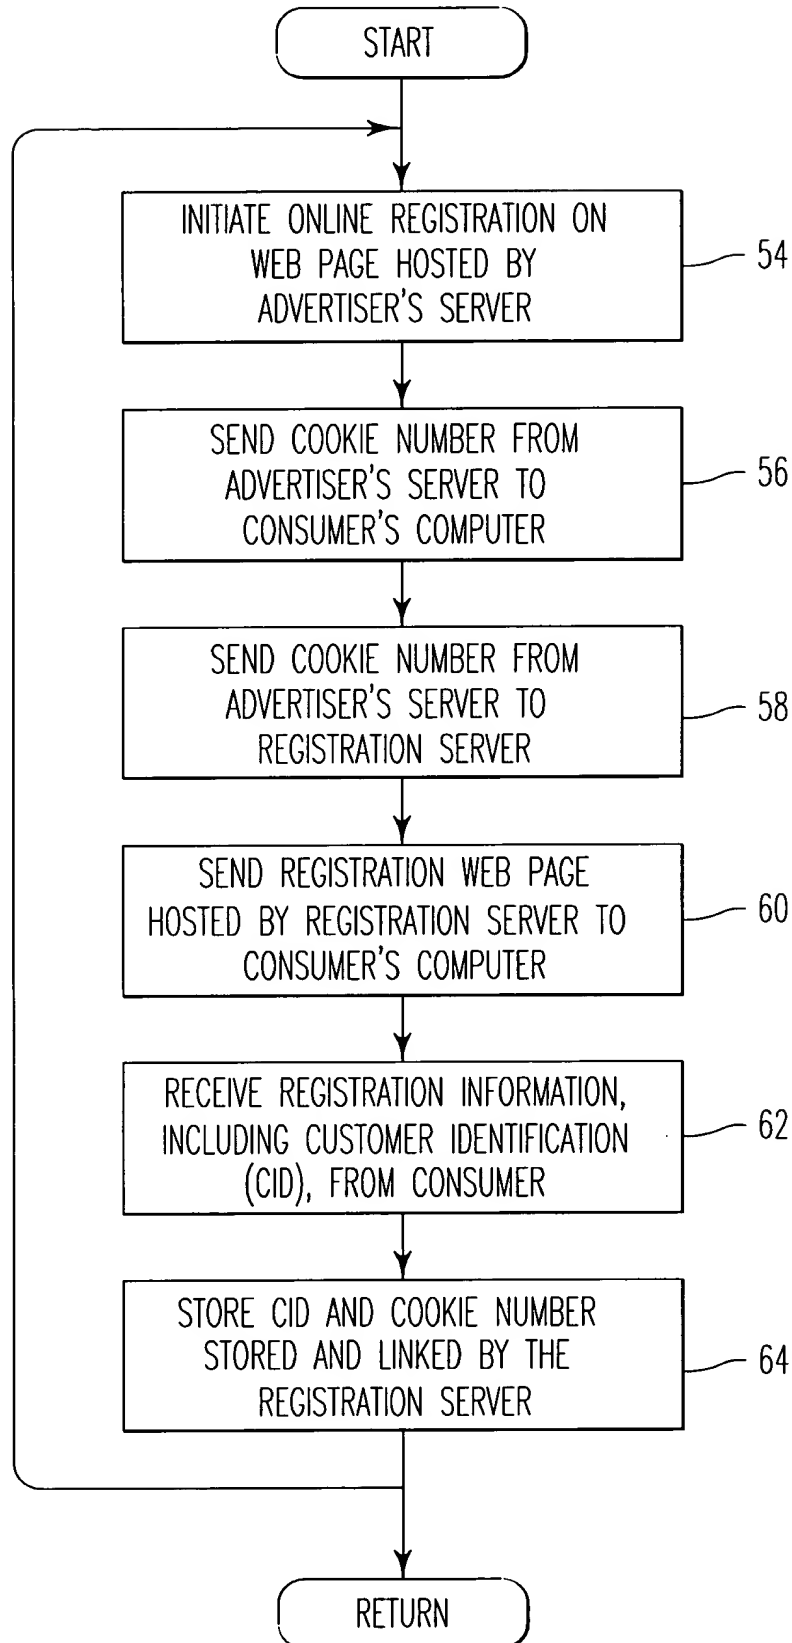 START
INITIATE ONLINE REGISTRATION ON
WEB PAGE HOSTED BY
ADVERTISER'S SERVER
54
SEND COOKIE NUMBER FROM
ADVERTISER'S SERVER TO
CONSUMER'S COMPUTER
56
SEND COOKIE NUMBER FROM
ADVERTISER'S SERVER TO
REGISTRATION SERVER
58
SEND REGISTRATION WEB PAGE
HOSTED BY REGISTRATION SERVER TO
CONSUMER'S COMPUTER
60
RECEIVE REGISTRATION INFORMATION,
INCLUDING CUSTOMER IDENTIFICATION
(CID), FROM CONSUMER
62
STORE CID AND COOKIE NUMBER
STORED AND LINKED BY THE
REGISTRATION SERVER
64
RETURN